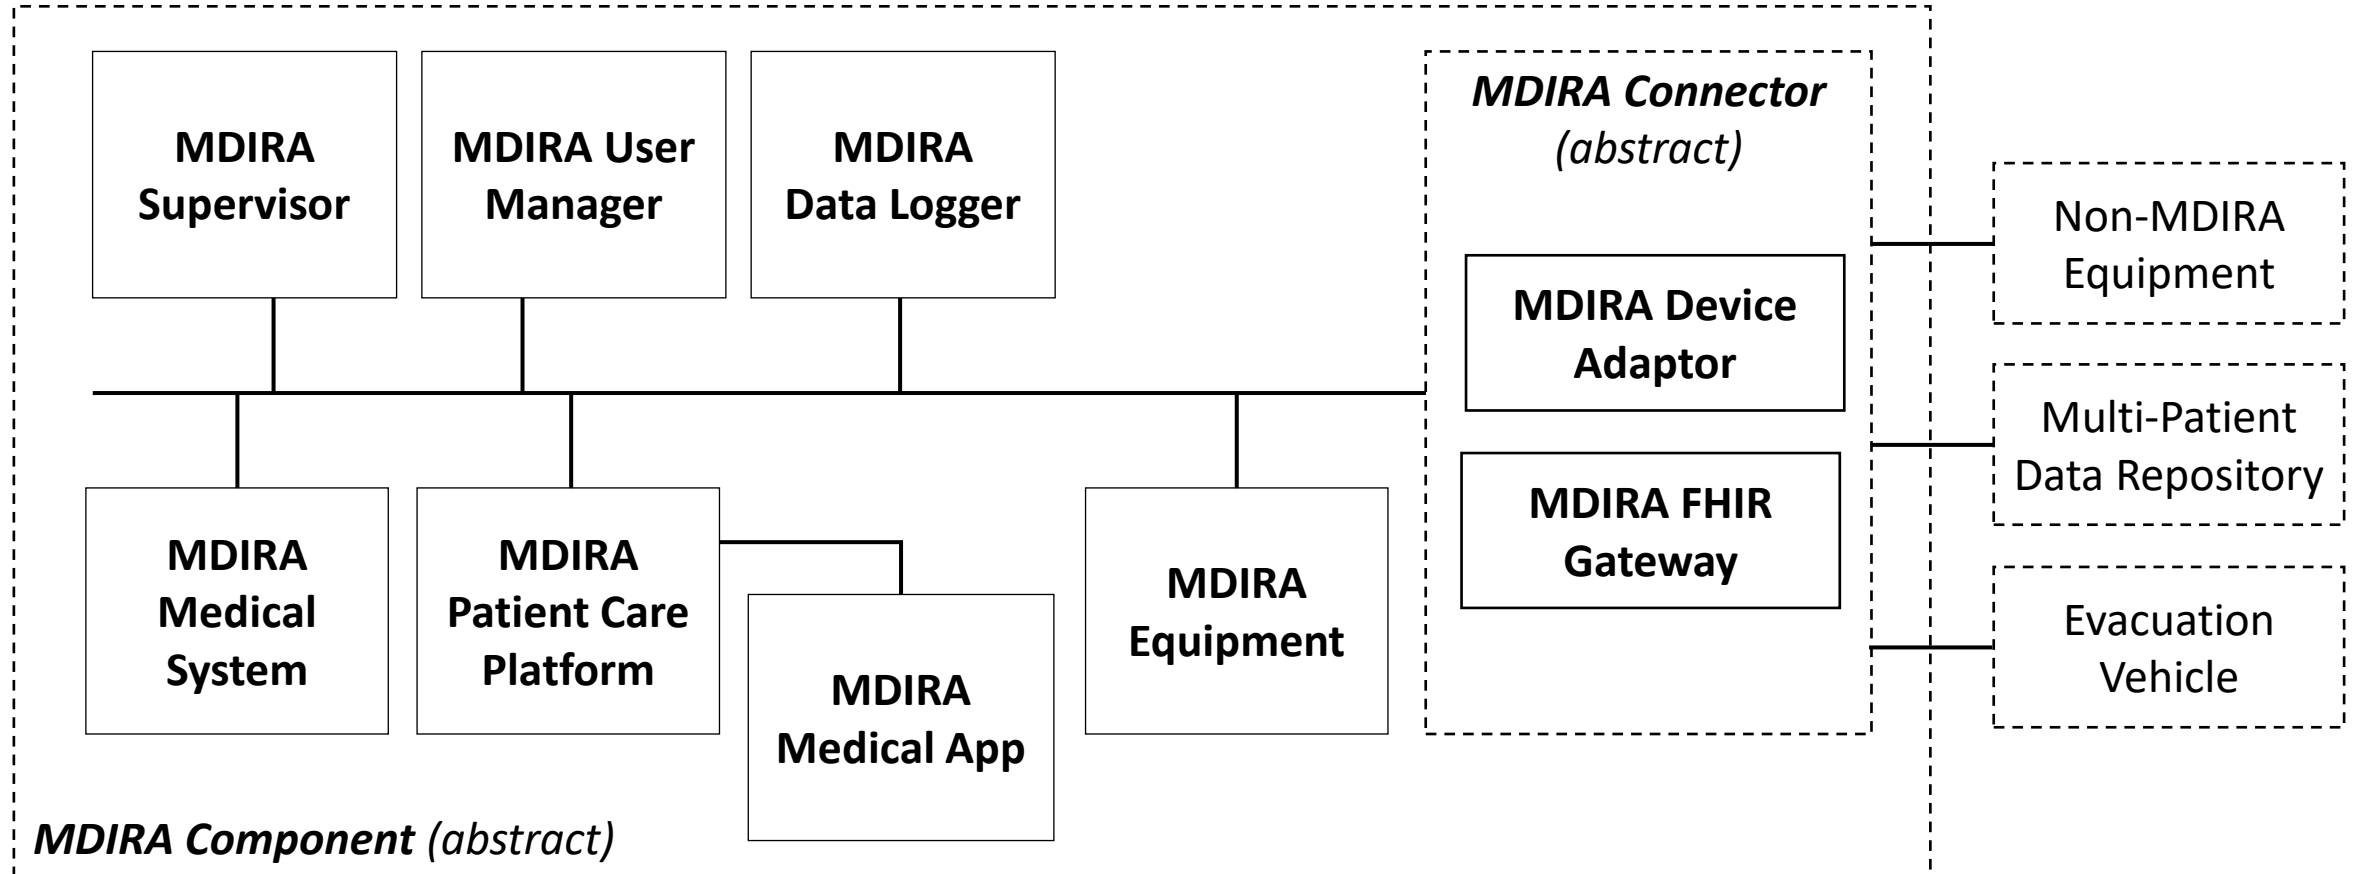 MDIRA
Supervisor
MDIRA User
Manager
MDIRA
Data Logger
MDIRA Connector
(abstract)
MDIRA Device
Adaptor
MDIRA FHIR
Gateway
Non-MDIRA
Equipment
Multi-Patient
Data Repository
Evacuation
Vehicle
MDIRA
Medical
System
MDIRA
Patient Care
Platform
MDIRA
Medical App
MDIRA
Equipment
MDIRA Component (abstract)